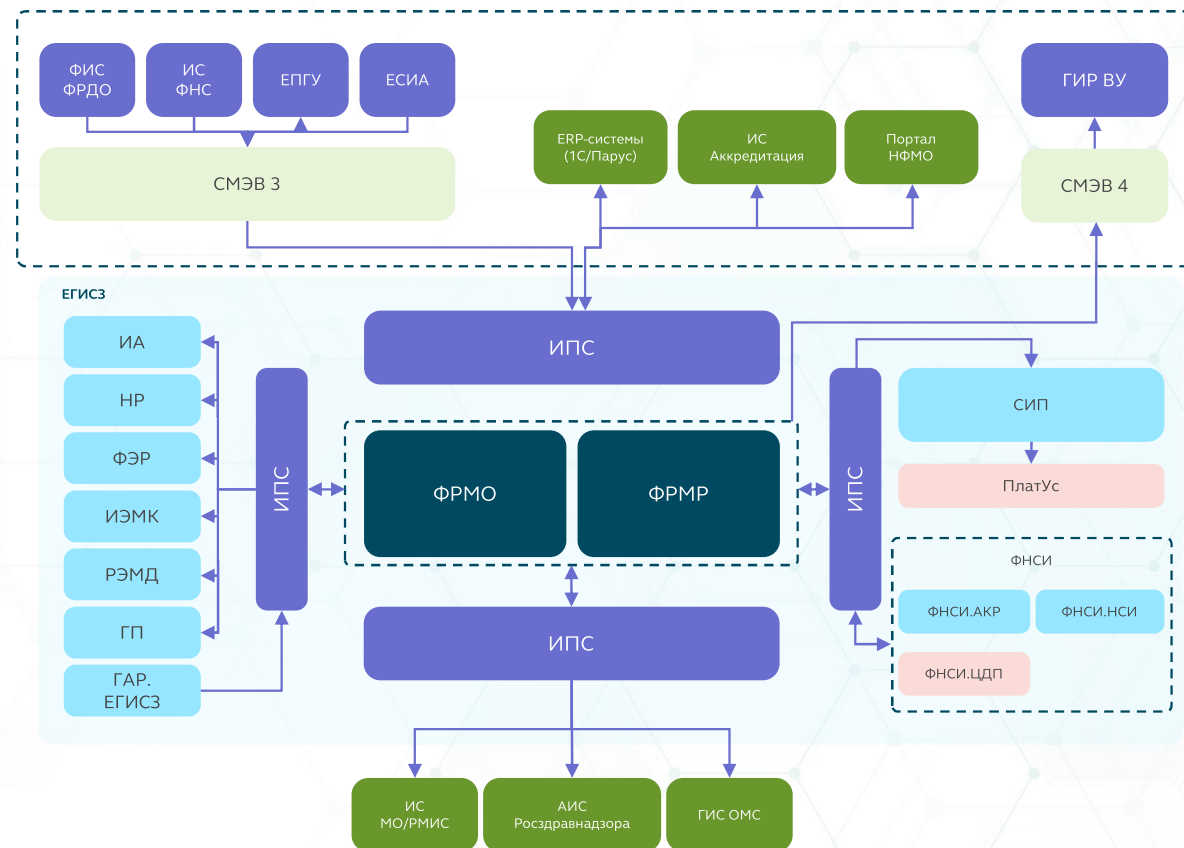 ФИС
ФРДО
ИС
ФНС
ЕПГУ
ЕСИА
ГИР ВУ
ERP-системы
(1С/Парус)
ИС
Аккредитация
Портал
НФМО
СМЭВ 3
СМЭВ 4
ЕГИСЗ
ИА
НР
ФЭР
ИЭМК
РЭМД
ГП
ГАР.
ЕГИСЗ
ИПС
ИПС
ФРМО
ФРМР
ИПС
ИПС
СИП
ПлатУс
ФНСИ
ФНСИ.АКР
ФНСИ.НСИ
ФНСИ.ЦДП
ИС
МО/РМИС
АИС
Росздравнадзора
ГИС ОМС